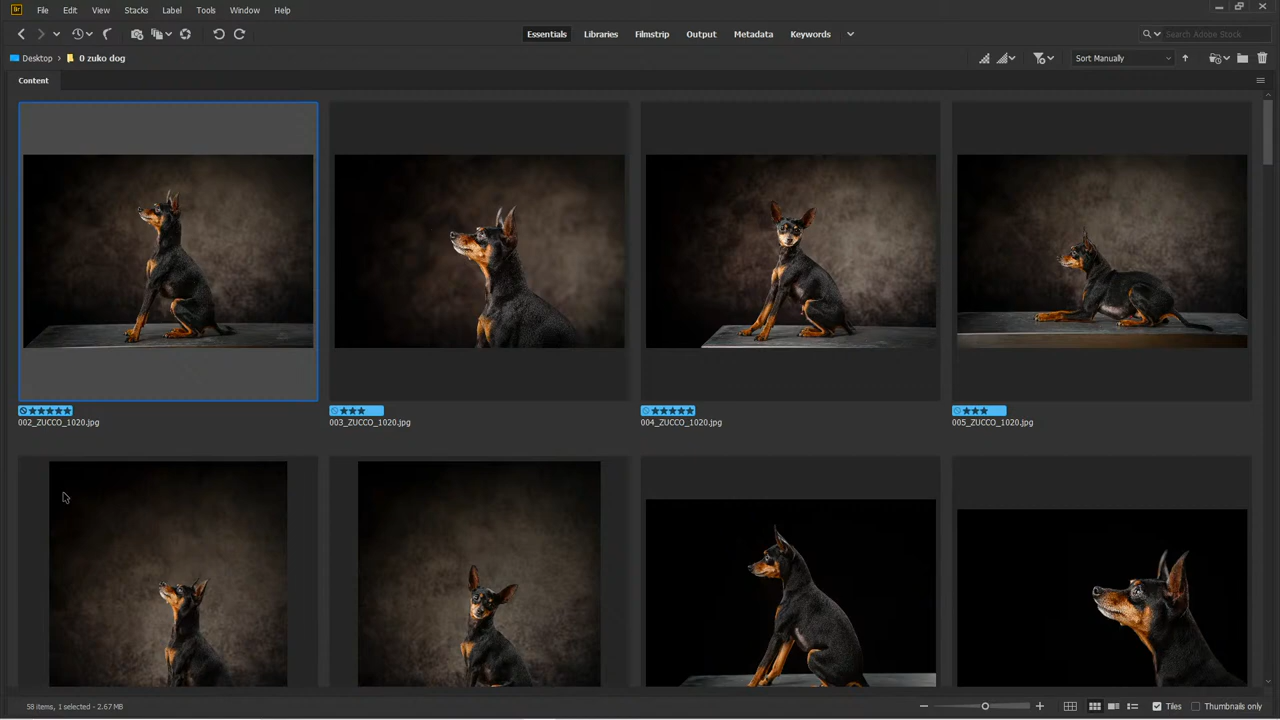 Br File Edit View Stacks Label Tools Window Help
Essentials Libraries Filmstrip Output Metadata Keywords Search Adobe Stock
Desktop 0 zuko dog Sort Manually
Content
002_ZUCCO_1020.jpg 003_ZUCCO_1020.jpg 004_ZUCCO_1020.jpg 005_ZUCCO_1020.jpg
58 items, 1 selected - 2.67 MB Tiles Thumbnails only